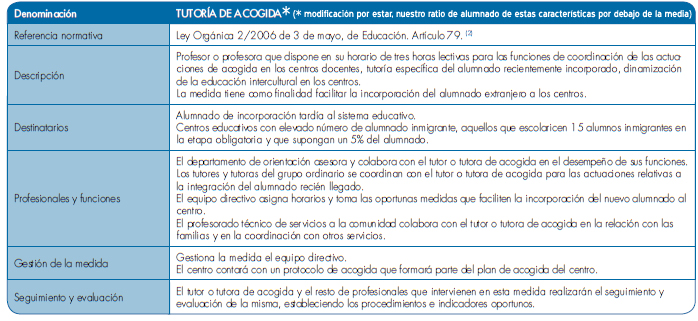 Denominación
TUTORÍA DE ACOGIDA* (* modificación por estar, nuestro ratio de alumnado de estas características por debajo de la media)
Referencia normativa
Ley Orgánica 2/2006 de 3 de mayo, de Educación. Artículo 79. (2)
Descripción
Profesor o profesora que dispone en su horario de tres horas lectivas para las funciones de coordinación de las actua-
ciones de acogida en los centros docentes, tutoría específica del alumnado recientemente incorporado, dinamización
de la educación intercultural en los centros.
La medida tiene como finalidad facilitar la incorporación del alumnado extranjero a los centros.
Destinatarios
Alumnado de incorporación tardía al sistema educativo.
Centros educativos con elevado número de alumnado inmigrante, aquellos que escolaricen 15 alumnos inmigrantes en
la etapa obligatoria y que supongan un 5% del alumnado.
Profesionales y funciones
El departamento de orientación asesora y colabora con el tutor o tutora de acogida en el desempeño de sus funciones.
Los tutores y tutoras del grupo ordinario se coordinan con el tutor o tutora de acogida para las actuaciones relativas a
la integración del alumnado recién llegado.
El equipo directivo asigna horarios y toma las oportunas medidas que faciliten la incorporación del nuevo alumnado al
centro.
El profesorado técnico de servicios a la comunidad colabora con el tutor o tutora de acogida en la relación con las
familias y en la coordinación con otros servicios.
Gestión de la medida
Gestiona la medida el equipo directivo.
El centro contará con un protocolo de acogida que formará parte del plan de acogida del centro.
Seguimiento y evaluación
El tutor o tutora de acogida y el resto de profesionales que intervienen en esta medida realizarán el seguimiento y
evaluación de la misma, estableciendo los procedimientos e indicadores oportunos.